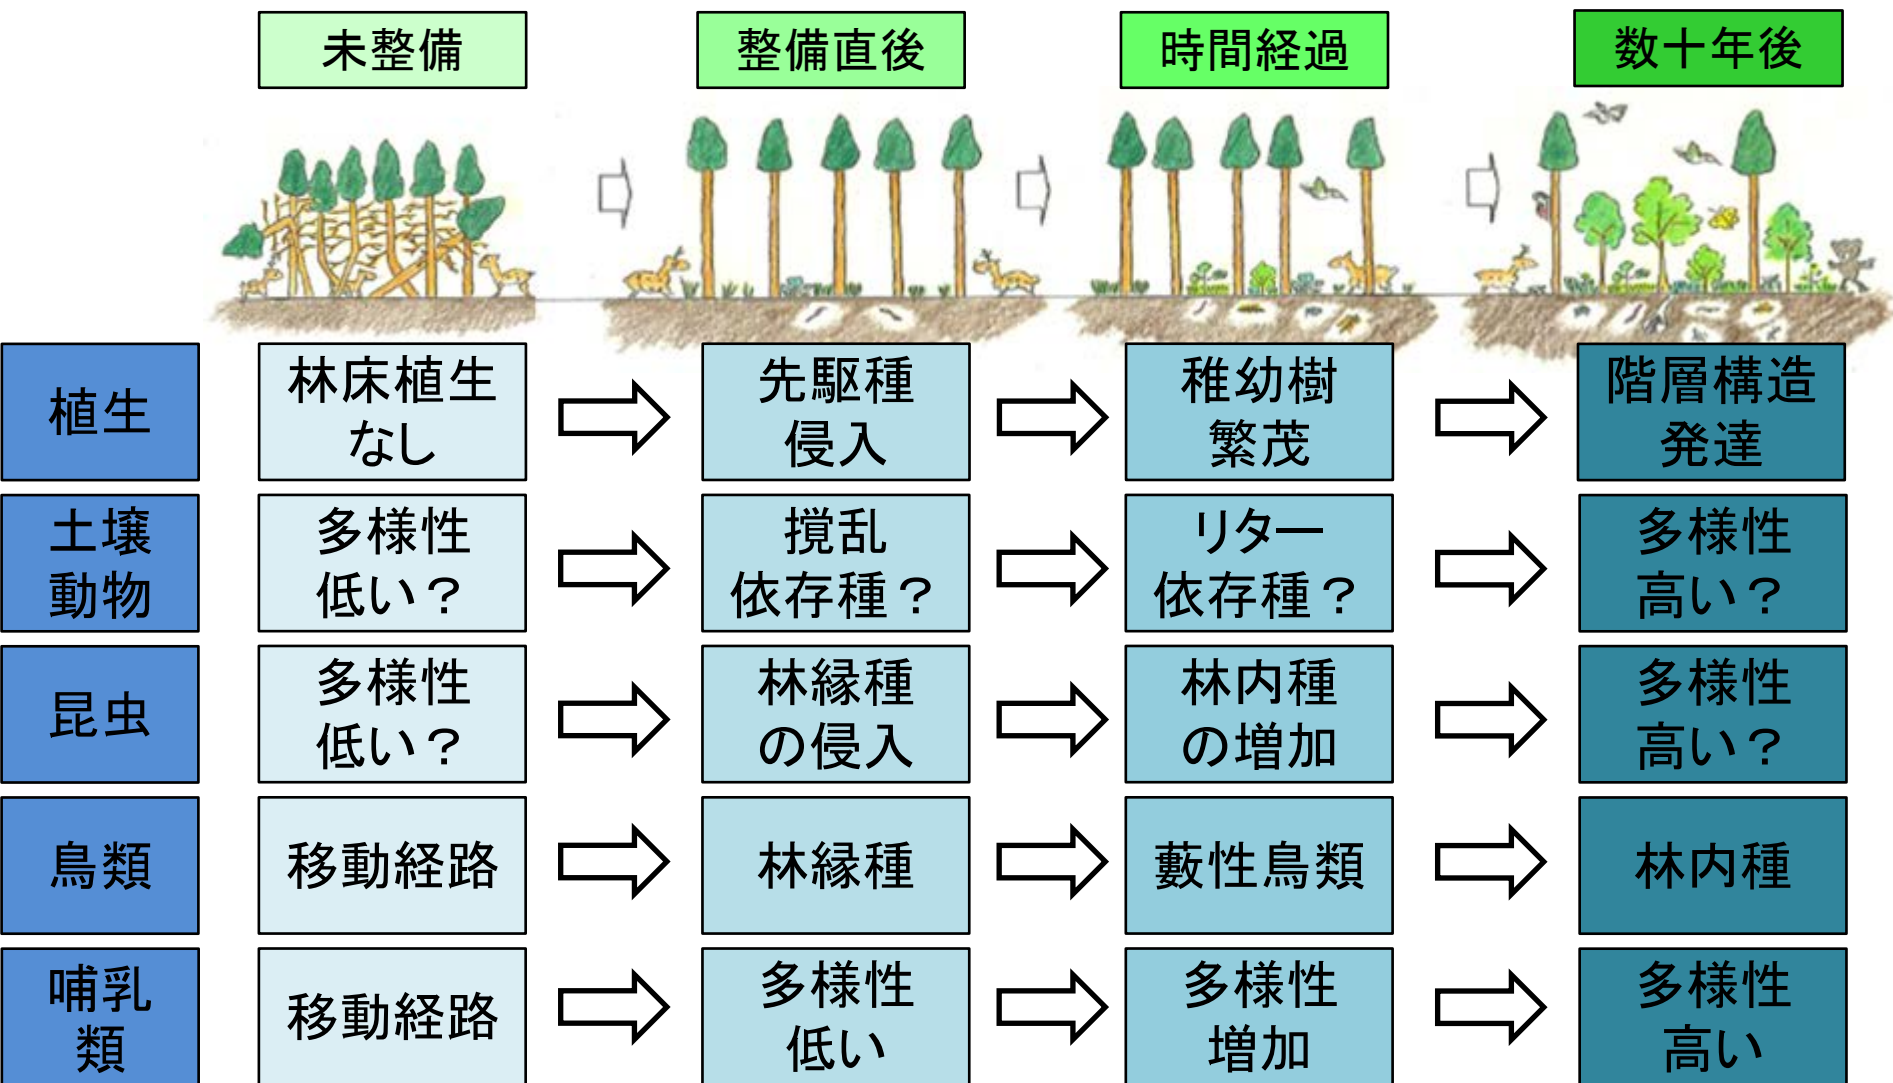 未整備
整備直後
時間経過
数十年後
植生
林床植生
なし
先駆種
侵入
稚幼樹
繁茂
階層構造
発達
土壌
動物
多様性
低い？
撹乱
依存種？
リター
依存種？
多様性
高い？
昆虫
多様性
低い？
林縁種
の侵入
林内種
の増加
多様性
高い？
鳥類
移動経路
林縁種
藪性鳥類
林内種
哺乳
類
移動経路
多様性
低い
多様性
増加
多様性
高い